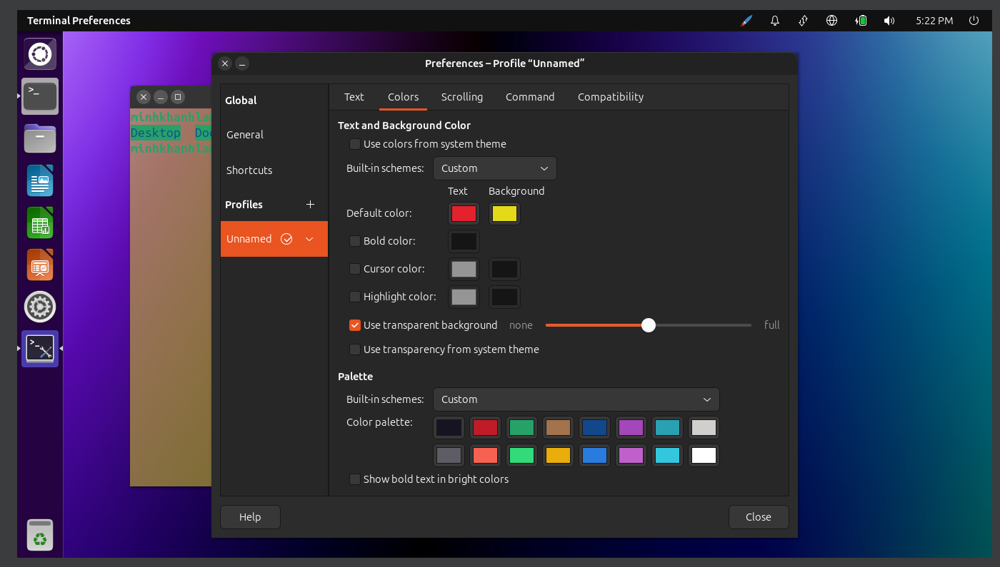 Terminal Preferences
5:22 PM
Preferences – Profile “Unnamed”
minhkhanhla
Desktop Do
minhkhanhla
Global
General
Shortcuts
Profiles
Unnamed
Text Colors Scrolling Command Compatibility
Text and Background Color
Use colors from system theme
Built-in schemes: Custom
Text Background
Default color:
Bold color:
Cursor color:
Highlight color:
Use transparent background none full
Use transparency from system theme
Palette
Built-in schemes: Custom
Color palette:
Show bold text in bright colors
Help Close